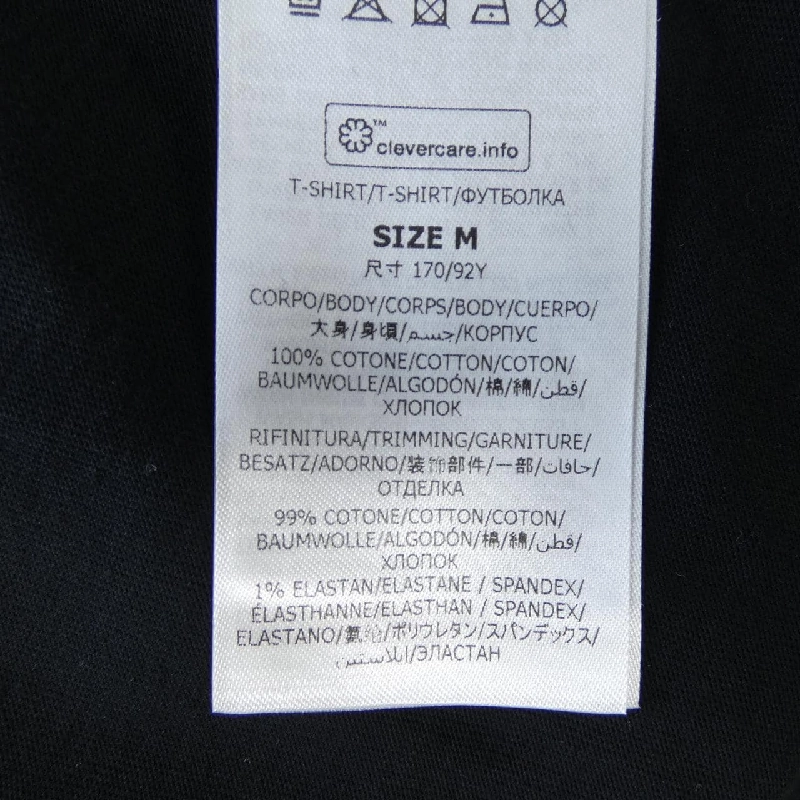 ™
clevercare.info
T-SHIRT/T-SHIRT/ФУТБОЛКА
SIZE M
尺寸 170/92Y
CORPO/BODY/CORPS/BODY/CUERPO/
大身/身頃/جسم/КОРПУС
100% COTONE/COTTON/COTON/
BAUMWOLLE/ALGODÓN/棉/綿/قطن/
ХЛОПОК
RIFINITURA/TRIMMING/GARNITURE/
BESATZ/ADORNO/装饰部件/一部/حافات/
ОТДЕЛКА
99% COTONE/COTTON/COTON/
BAUMWOLLE/ALGODÓN/棉/綿/قطن/
ХЛОПОК
1% ELASTAN/ELASTANE / SPANDEX/
ÉLASTHANNE/ELASTHAN / SPANDEX/
ELASTANO/氨纶/ポリウレタン/スパンデックス/
/ЭЛАСТАН